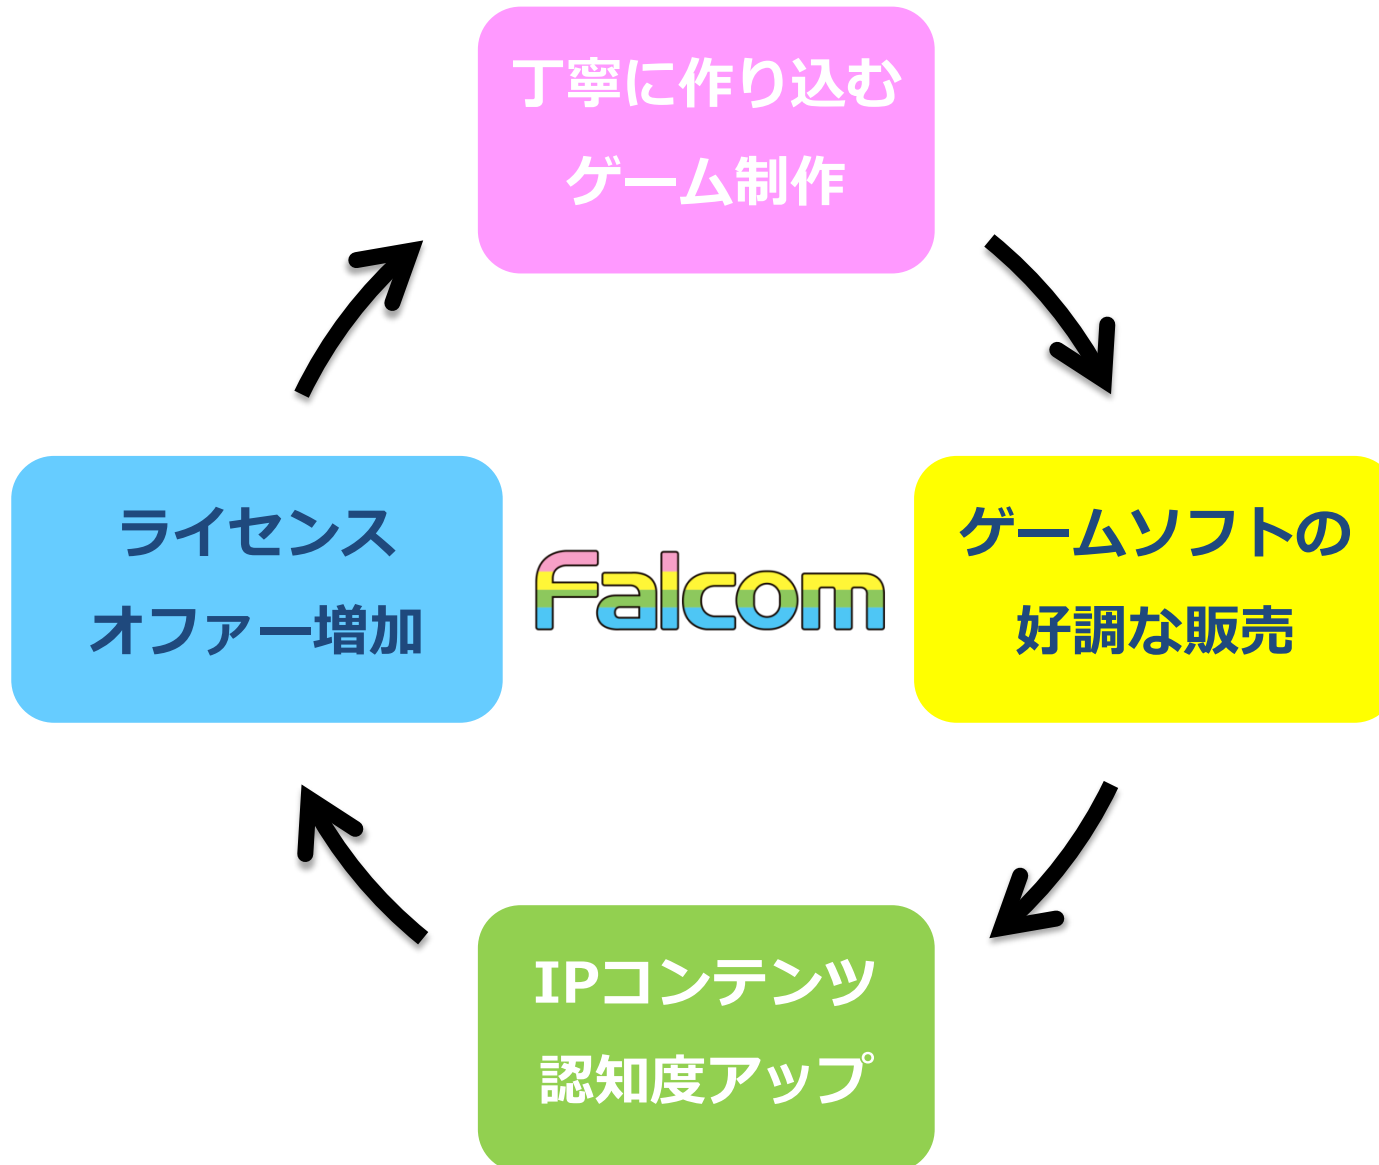 丁寧に作り込む
ゲーム制作
ライセンス
オファー増加
Falcom
ゲームソフトの
好調な販売
IPコンテンツ
認知度アップ